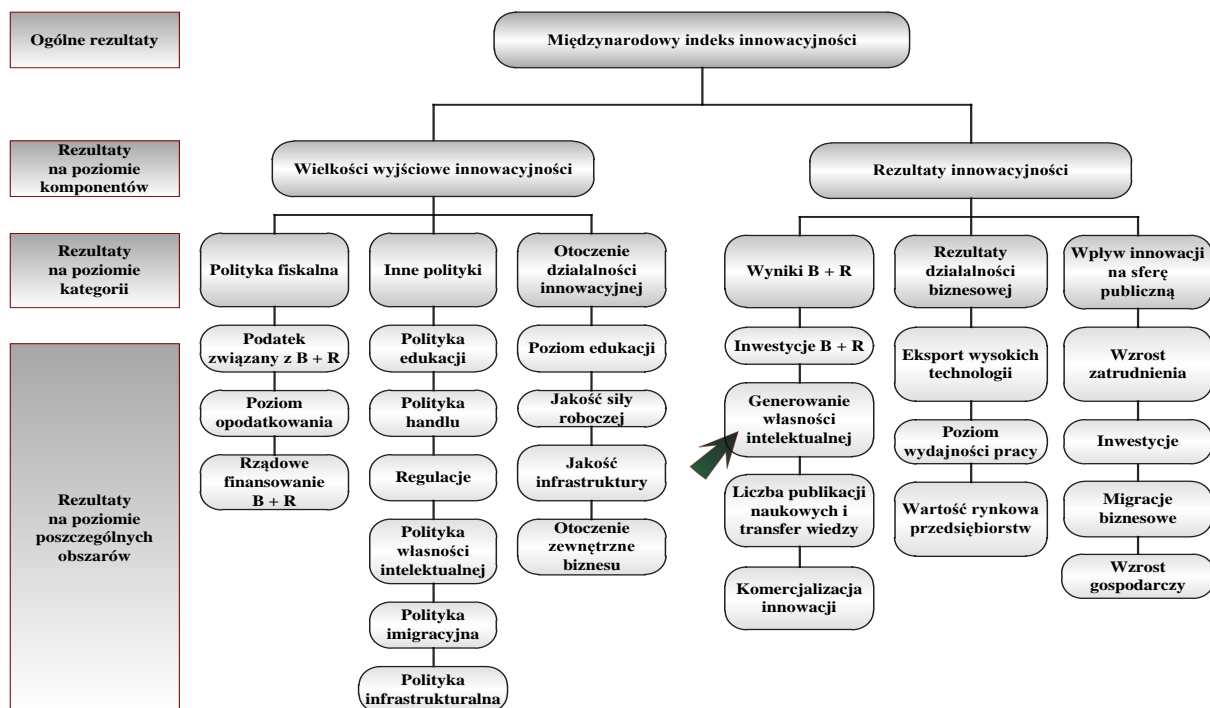 Ogólne rezultaty
Międzynarodowy indeks innowacyjności
Rezultaty
na poziomie
komponentów
Wielkości wyjściowe innowacyjności
Rezultaty innowacyjności
Rezultaty
na poziomie
kategorii
Polityka fiskalna
Inne polityki
Otoczenie
działalności
innowacyjnej
Wyniki B + R
Rezultaty
działalności
biznesowej
Wpływ innowacji
na sferę
publiczną
Rezultaty
na poziomie
poszczególnych
obszarów
Podatek
związany z B + R
Poziom
opodatkowania
Rządowe
finansowanie
B + R
Polityka
edukacji
Polityka
handlu
Regulacje
Polityka
własności
intelektualnej
Polityka
imigracyjna
Polityka
infrastrukturalna
Poziom edukacji
Jakość siły
roboczej
Jakość
infrastruktury
Otoczenie
zewnętrzne
biznesu
Inwestycje B + R
Generowanie
własności
intelektualnej
Liczba publikacji
naukowych i
transfer wiedzy
Komercjalizacja
innowacji
Eksport wysokich
technologii
Poziom
wydajności pracy
Wartość rynkowa
przedsiębiorstw
Wzrost
zatrudnienia
Inwestycje
Migracje
biznesowe
Wzrost
gospodarczy